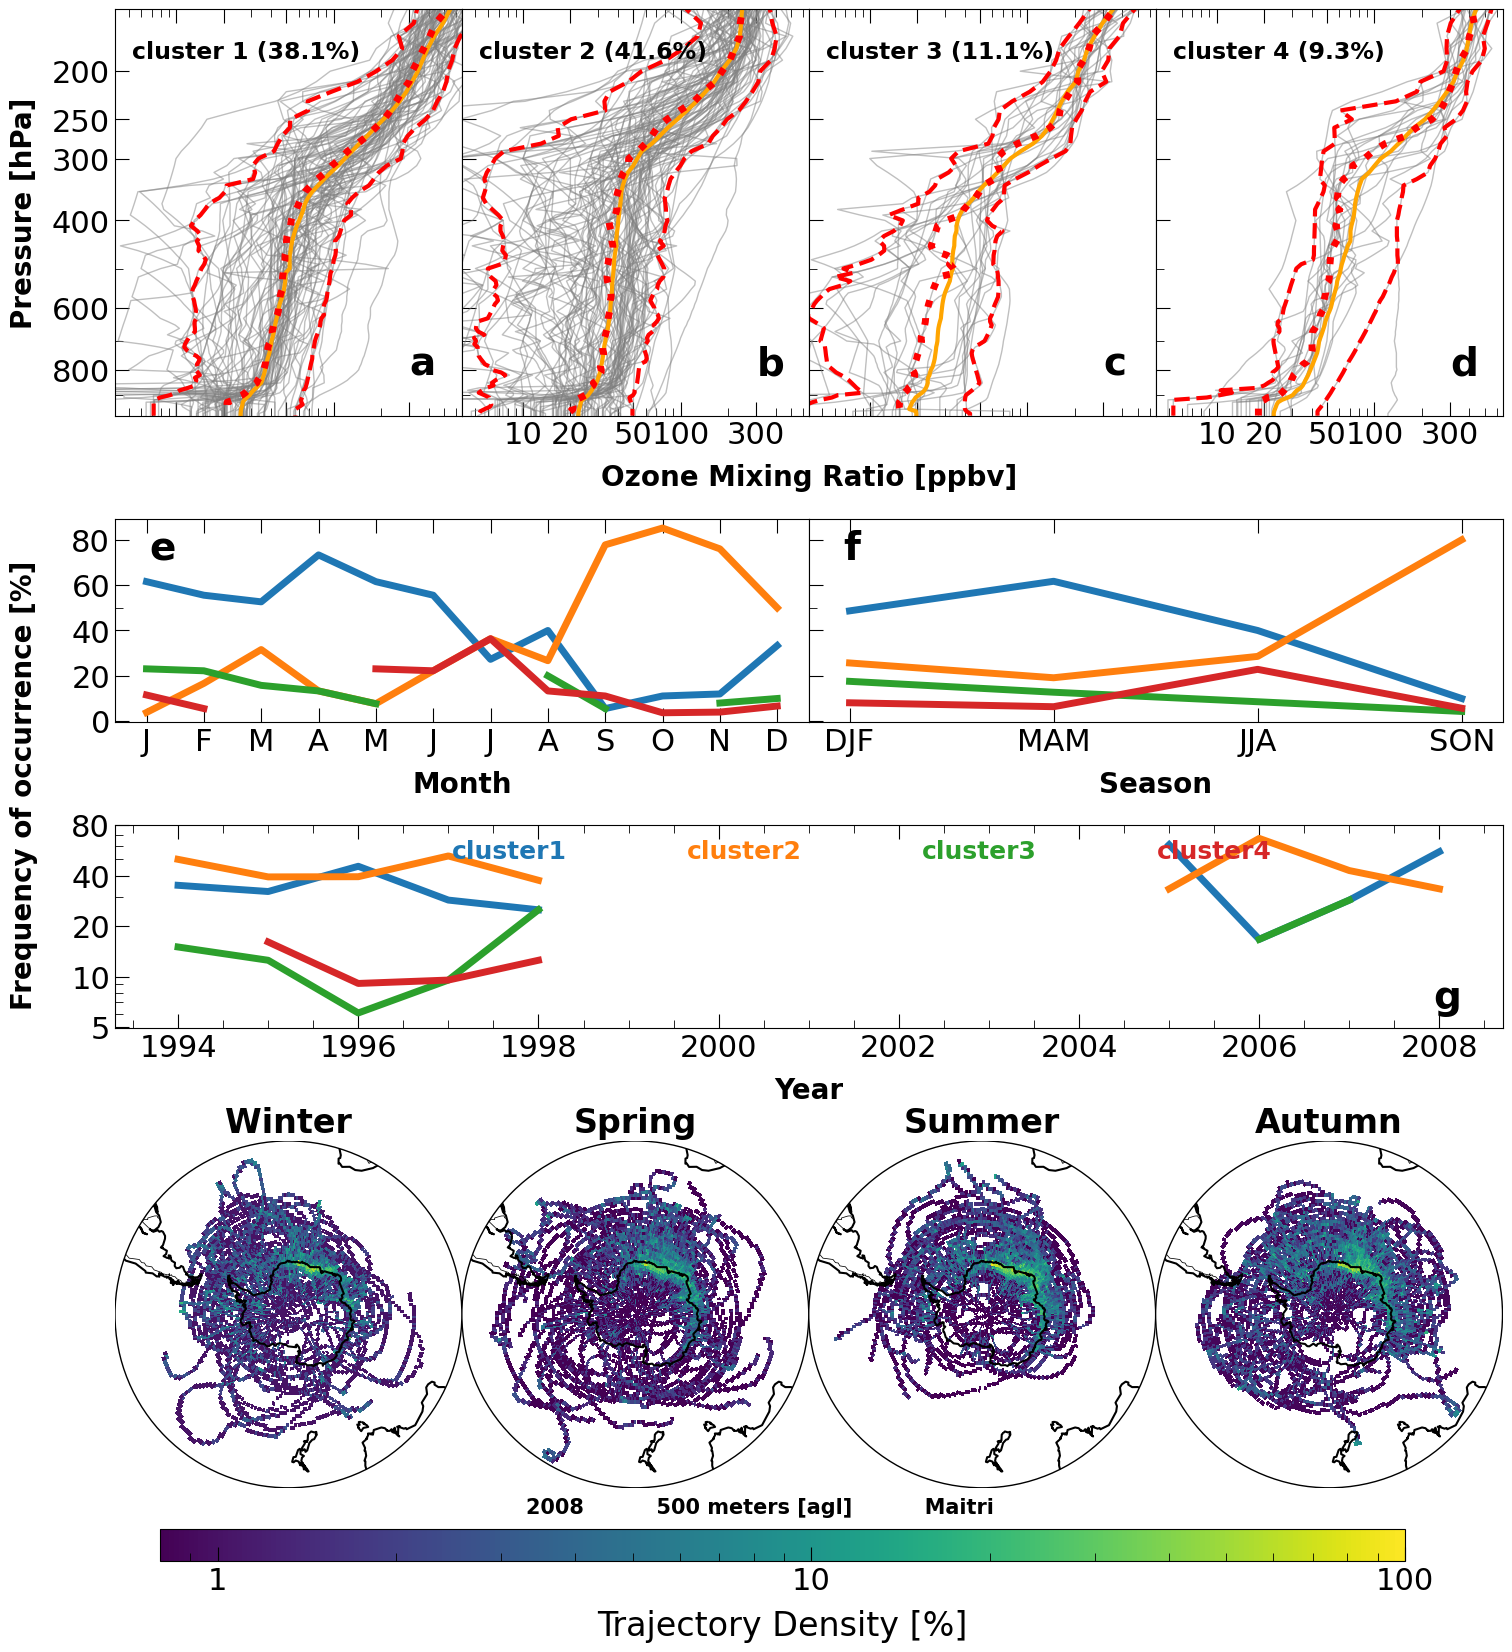 cluster 1 (38.1%) cluster 2 (41.6%) cluster 3 (11.1%) cluster 4 (9.3%)
200
250
300
400
600
800
Pressure [hPa]
a b c d
10 20 50 100 300 10 20 50 100 300
Ozone Mixing Ratio [ppbv]
e f
80
60
40
20
0
J F M A M J J A S O N D DJF MAM JJA SON
Month Season
Frequency of occurrence [%]
80
40
20
10
5
cluster1 cluster2 cluster3 cluster4
g
1994 1996 1998 2000 2002 2004 2006 2008
Year
Winter Spring Summer Autumn
2008 500 meters [agl] Maitri
1 10 100
Trajectory Density [%]